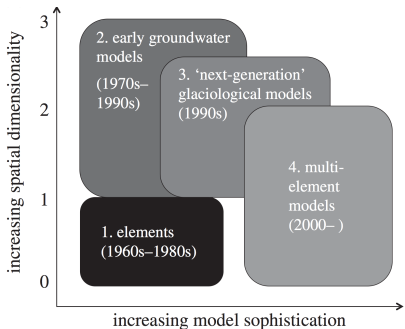 3
2. early groundwater
models
(1970s–
1990s)
3. ‘next-generation’
glaciological models
(1990s)
2
4. multi-
element
models
(2000– )
1
1. elements
(1960s–1980s)
0
increasing spatial dimensionality
increasing model sophistication